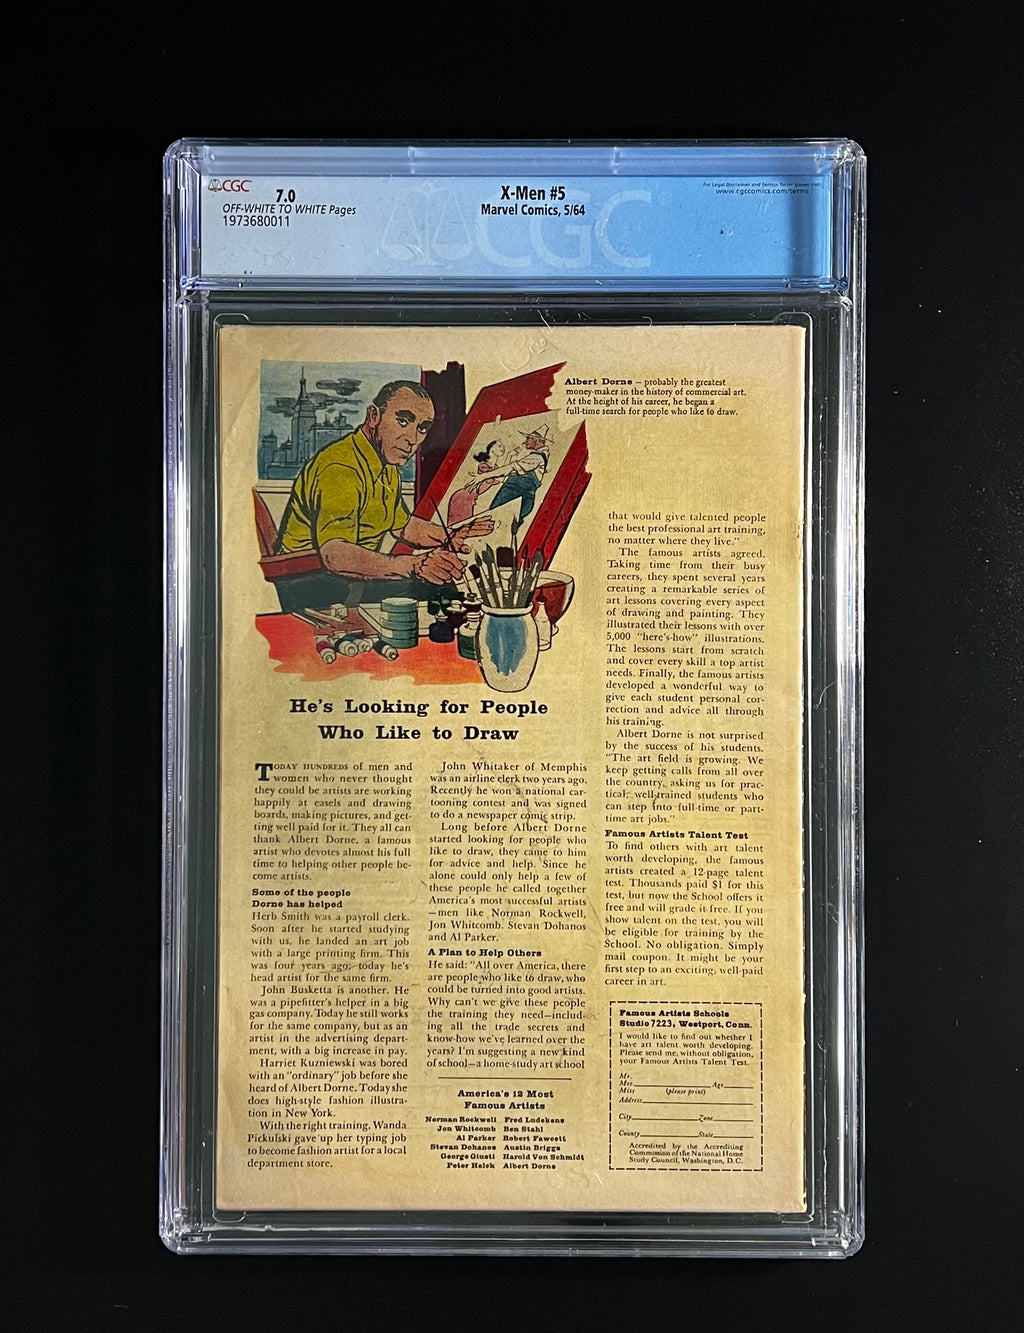 CGC
7.0
OFF-WHITE TO WHITE Pages
1973680011
X-Men #5
Marvel Comics, 5/64
For Legal Disclaimer and Service
www.cgccomics.com/terms
CGC
Albert Dorne — probably the greatest
money-maker in the history of commercial art.
At the height of his career, he began a
full-time search for people who like to draw.
He's Looking for People
Who Like to Draw
TODAY HUNDREDS of men and
women who never thought
they could be artists are working
happily at easels and drawing
boards, making pictures, and get-
ting well paid for it. They all can
thank Albert Dorne, a famous
artist who devotes almost his full
time to helping other people be-
come artists.
Some of the people
Dorne has helped
Herb Smith was a payroll clerk.
Soon after he started studying
with us, he landed an art job
with a large printing firm. This
was four years ago; today he's
head artist for the same firm.
John Busketta is another. He
was a pipefitter's helper in a big
gas company. Today he still works
for the same company, but as an
artist in the advertising depart-
ment, with a big increase in pay.
Harriet Kuzniewski was bored
with an "ordinary" job before she
heard of Albert Dorne. Today she
does high-style fashion illustra-
tion in New York.
With the right training, Wanda
Pickulski gave up her typing job
to become fashion artist for a local
department store.
John Whitaker of Memphis
was an airline clerk two years ago.
Recently he won a national car-
tooning contest and was signed
to do a newspaper comic strip.
Long before Albert Dorne
started looking for people who
like to draw, they came to him
for advice and help. Since he
alone could only help a few of
these people he called together
America's most successful artists
—men like Norman Rockwell,
Jon Whitcomb, Stevan Dohanos
and Al Parker.
A Plan to Help Others
He said: "All over America, there
are people who like to draw, who
could be turned into good artists.
Why can't we give these people
the training they need—includ-
ing all the trade secrets and
know-how we've learned over the
years? I'm suggesting a new kind
of school—a home-study art school
America's 12 Most
Famous Artists
Norman Rockwell Fred Ludekens
Jon Whitcomb Ben Stahl
Al Parker Robert Fawcett
Stevan Dohanos Austin Briggs
George Giusti Harold Von Schmidt
Peter Helck Albert Dorne
that would give talented people
the best professional art training,
no matter where they live."
The famous artists agreed.
Taking time from their busy
careers, they spent several years
creating a remarkable series of
art lessons covering every aspect
of drawing and painting. They
illustrated their lessons with over
5,000 "here's-how" illustrations.
The lessons start from scratch
and cover every skill a top artist
needs. Finally, the famous artists
developed a wonderful way to
give each student personal cor-
rection and advice all through
his training.
Albert Dorne is not surprised
by the success of his students.
"The art field is growing. We
keep getting calls from all over
the country, asking us for prac-
tical, well-trained students who
can step into full-time or part-
time art jobs."
Famous Artists Talent Test
To find others with art talent
worth developing, the famous
artists created a 12-page talent
test. Thousands paid $1 for this
test, but now the School offers it
free and will grade it free. If you
show talent on the test, you will
be eligible for training by the
School. No obligation. Simply
mail coupon. It might be your
first step to an exciting, well-paid
career in art.
Famous Artists Schools
Studio 7223, Westport, Conn.
I would like to find out whether I
have art talent worth developing.
Please send me, without obligation,
your Famous Artists Talent Test.
Mr.
Mrs. Age
Miss (please print)
Address
City Zone
County State
Accredited by the Accrediting
Commission of the National Home
Study Council, Washington, D.C.